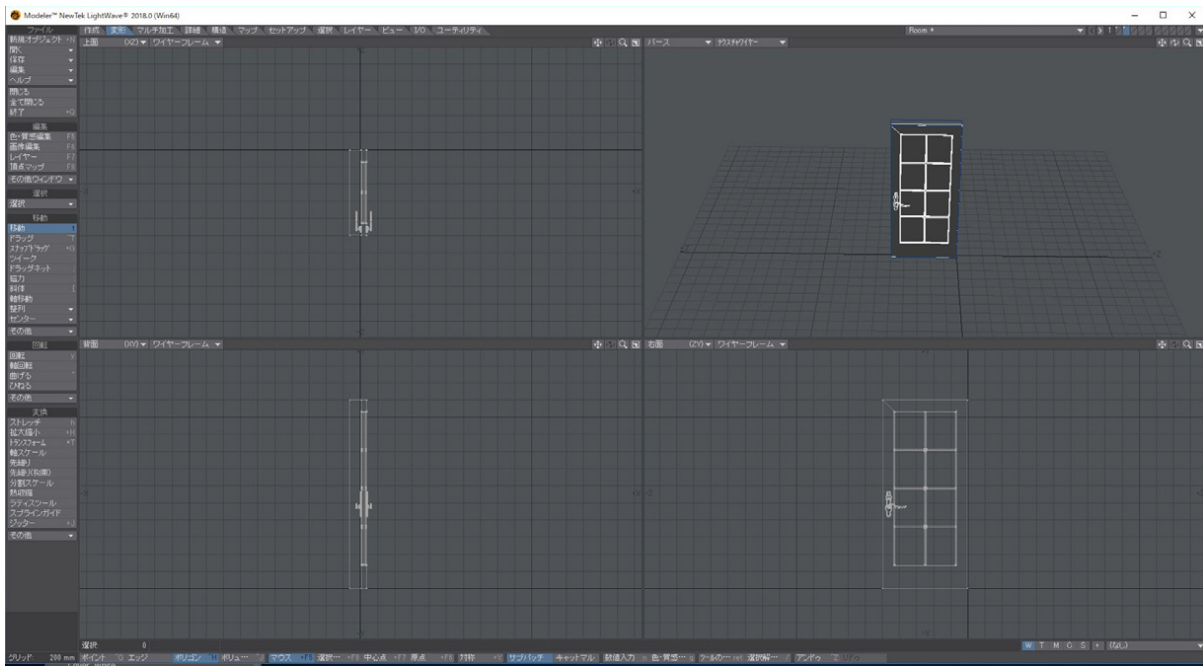 Modeler™ NewTek LightWave® 2018.0 (Win64)
ファイル
作成 変形 マルチ加工 詳細 構造 マップ セットアップ 選択 レイヤー ビュー I/O ユーティリティ
Room *
新規オブジェクト +N
開く
保存
編集
ヘルプ
閉じる
全て閉じる
終了 +Q
編集
色・質感編集 F5
画像編集 F6
レイヤー F7
頂点マップ F8
その他ウィンドウ
選択
選択
移動
移動 t
ドラッグ ^T
スナップドラッグ +G
ツイーク
ドラッグネット
磁力
斜体 [
軸移動
整列
センター
その他
回転
回転 y
軸回転
曲げる
ひねる
その他
変換
ストレッチ h
拡大縮小 +H
トランスフォーム +T
軸スケール
先細り
先細り(拘束)
分割スケール
熱収縮
ラティスツール
スプラインガイド
ジッター +J
その他
上面 (XZ) ワイヤーフレーム
パース テクスチャワイヤー
背面 (XY) ワイヤーフレーム
右面 (ZY) ワイヤーフレーム
選択 0
W T M C S + (なし)
グリッド 200 mm ポイント ^G エッジ ポリゴン ^H ボリュ… ^J マウス +F5 選択… +F6 中心点 +F7 原点 +F8 対称 +Y サブパッチ キャットマル 数値入力 n 色・質感… q ツールの… ret 選択解… / アンドゥ ^Z